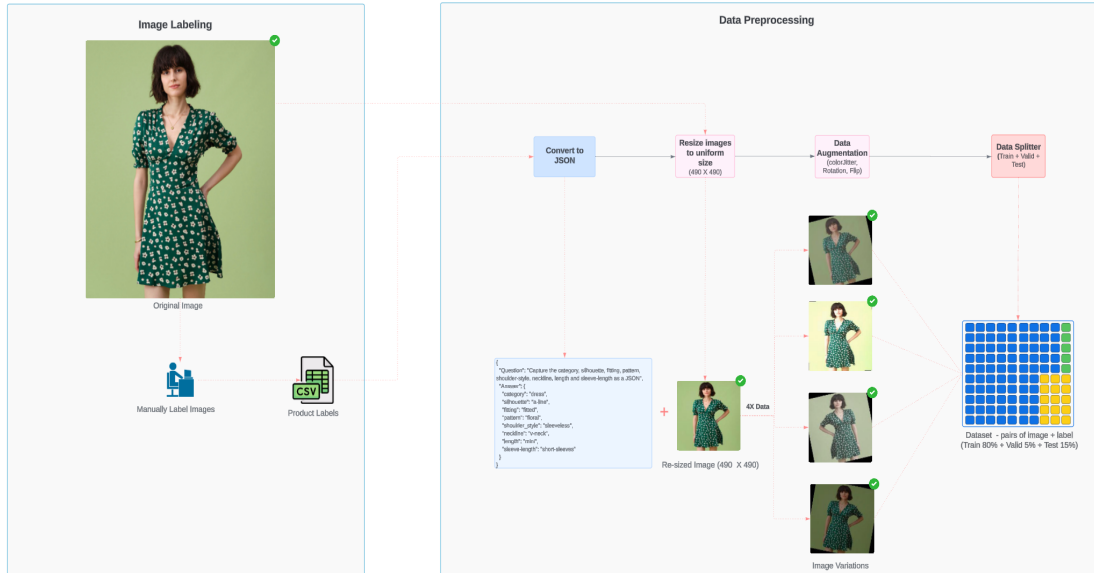 Image Labeling
Original Image
Manually Label Images
CSV
Product Labels
Data Preprocessing
Convert to
JSON
Resize images
to uniform
size
(490 X 490)
Data
Augmentation
(colorJitter,
Rotation, Flip)
Data Splitter
(Train + Valid +
Test)
{
"Question": "Capture the category, silhouette, fitting, pattern,
shoulder-style, neckline, length and sleeve-length as a JSON",
"Answer": {
"category": "dress",
"silhouette": "a-line",
"fitting": "fitted",
"pattern": "floral",
"shoulder_style": "sleeveless",
"neckline": "v-neck",
"length": "mini",
"sleeve-length": "short-sleeves"
}
}
+
Re-sized Image (490 X 490)
4X Data
Image Variations
Dataset - pairs of image + label
(Train 80% + Valid 5% + Test 15%)